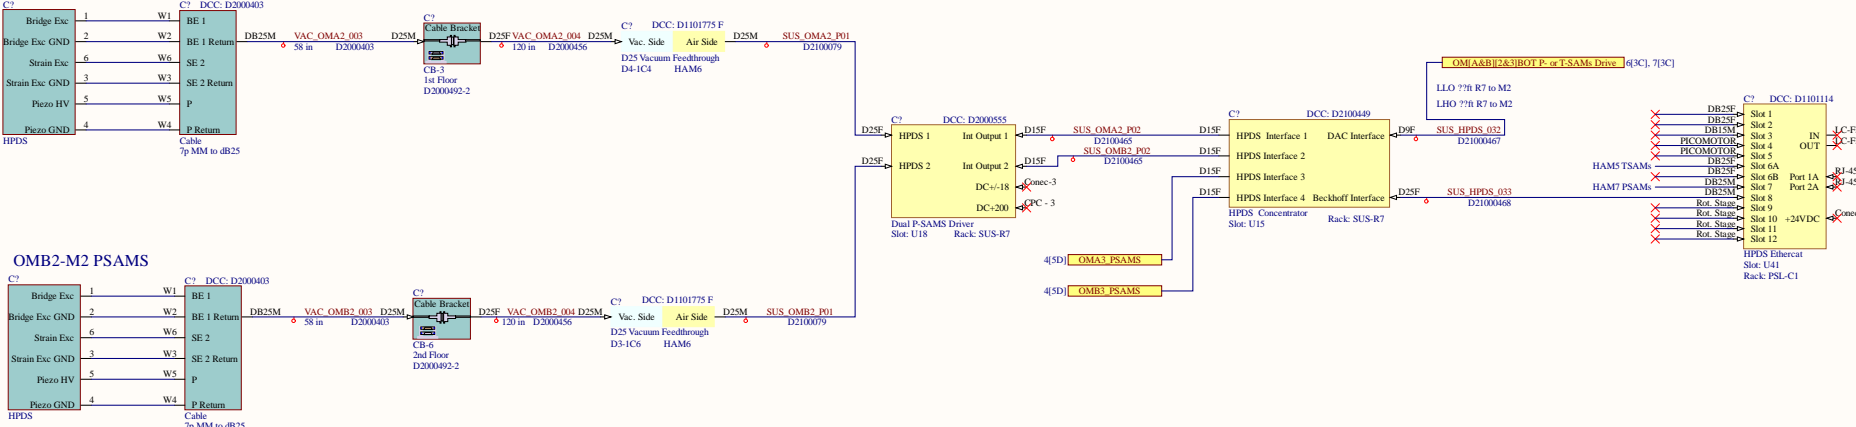 C?
Bridge Exc
Bridge Exc GND
Strain Exc
Strain Exc GND
Piezo HV
Piezo GND
HPDS
1
2
6
3
5
4
W1
W2
W6
W3
W5
W4
C? DCC: D2000403
BE 1
BE 1 Return
SE 2
SE 2 Return
P
P Return
Cable
7p MM to dB25
DB25M VAC_OMA2_003 D25M
58 in D2000403
C?
Cable Bracket
CB-3
1st Floor
D2000492-2
D25F VAC_OMA2_004 D25M
120 in D2000456
C? DCC: D1101775 F
Vac. Side Air Side
D25 Vacuum Feedthrough
D4-1C4 HAM6
D25M SUS_OMA2_P01
D2100079
D25F
D25F
C? DCC: D2000555
HPDS 1 Int Output 1
HPDS 2 Int Output 2
DC+/-18
DC+200
Dual P-SAMS Driver
Slot: U18 Rack: SUS-R7
Conec-3
CPC - 3
D15F SUS_OMA2_P02 D15F
D2100465
D15F SUS_OMB2_P02 D15F
D2100465
D15F
D15F
C? DCC: D2100449
HPDS Interface 1 DAC Interface
HPDS Interface 2
HPDS Interface 3
HPDS Interface 4 Beckhoff Interface
HPDS Concentrator Rack: SUS-R7
Slot: U15
4[5D] OMA3_PSAMS
4[5D] OMB3_PSAMS
OM[A&B][2&3]BOT P- or T-SAMs Drive 6[3C], 7[3C]
LLO ??ft R7 to M2
LHO ??ft R7 to M2
D9F SUS_HPDS_032
D21000467
D25F SUS_HPDS_033
D21000468
HAM5 TSAMs
HAM7 PSAMs
DB25F
DB25F
DB15M
PICOMOTOR
PICOMOTOR
DB25F
DB25F
DB25M
DB25M
Rot. Stage
Rot. Stage
Rot. Stage
Rot. Stage
C? DCC: D1101114
Slot 1
Slot 2
Slot 3 IN
Slot 4 OUT
Slot 5
Slot 6A
Slot 6B Port 1A
Slot 7 Port 2A
Slot 8
Slot 9
Slot 10 +24VDC
Slot 11
Slot 12
HPDS Ethercat
Slot: U41
Rack: PSL-C1
LC-F
LC-F
RJ-45
RJ-45
Conec
OMB2-M2 PSAMS
C?
Bridge Exc
Bridge Exc GND
Strain Exc
Strain Exc GND
Piezo HV
Piezo GND
HPDS
1
2
6
3
5
4
W1
W2
W6
W3
W5
W4
C? DCC: D2000403
BE 1
BE 1 Return
SE 2
SE 2 Return
P
P Return
Cable
7p MM to dB25
DB25M VAC_OMB2_003 D25M
58 in D2000403
C?
Cable Bracket
CB-6
2nd Floor
D2000492-2
D25F VAC_OMB2_004 D25M
120 in D2000456
C? DCC: D1101775 F
Vac. Side Air Side
D25 Vacuum Feedthrough
D3-1C6 HAM6
D25M SUS_OMB2_P01
D2100079